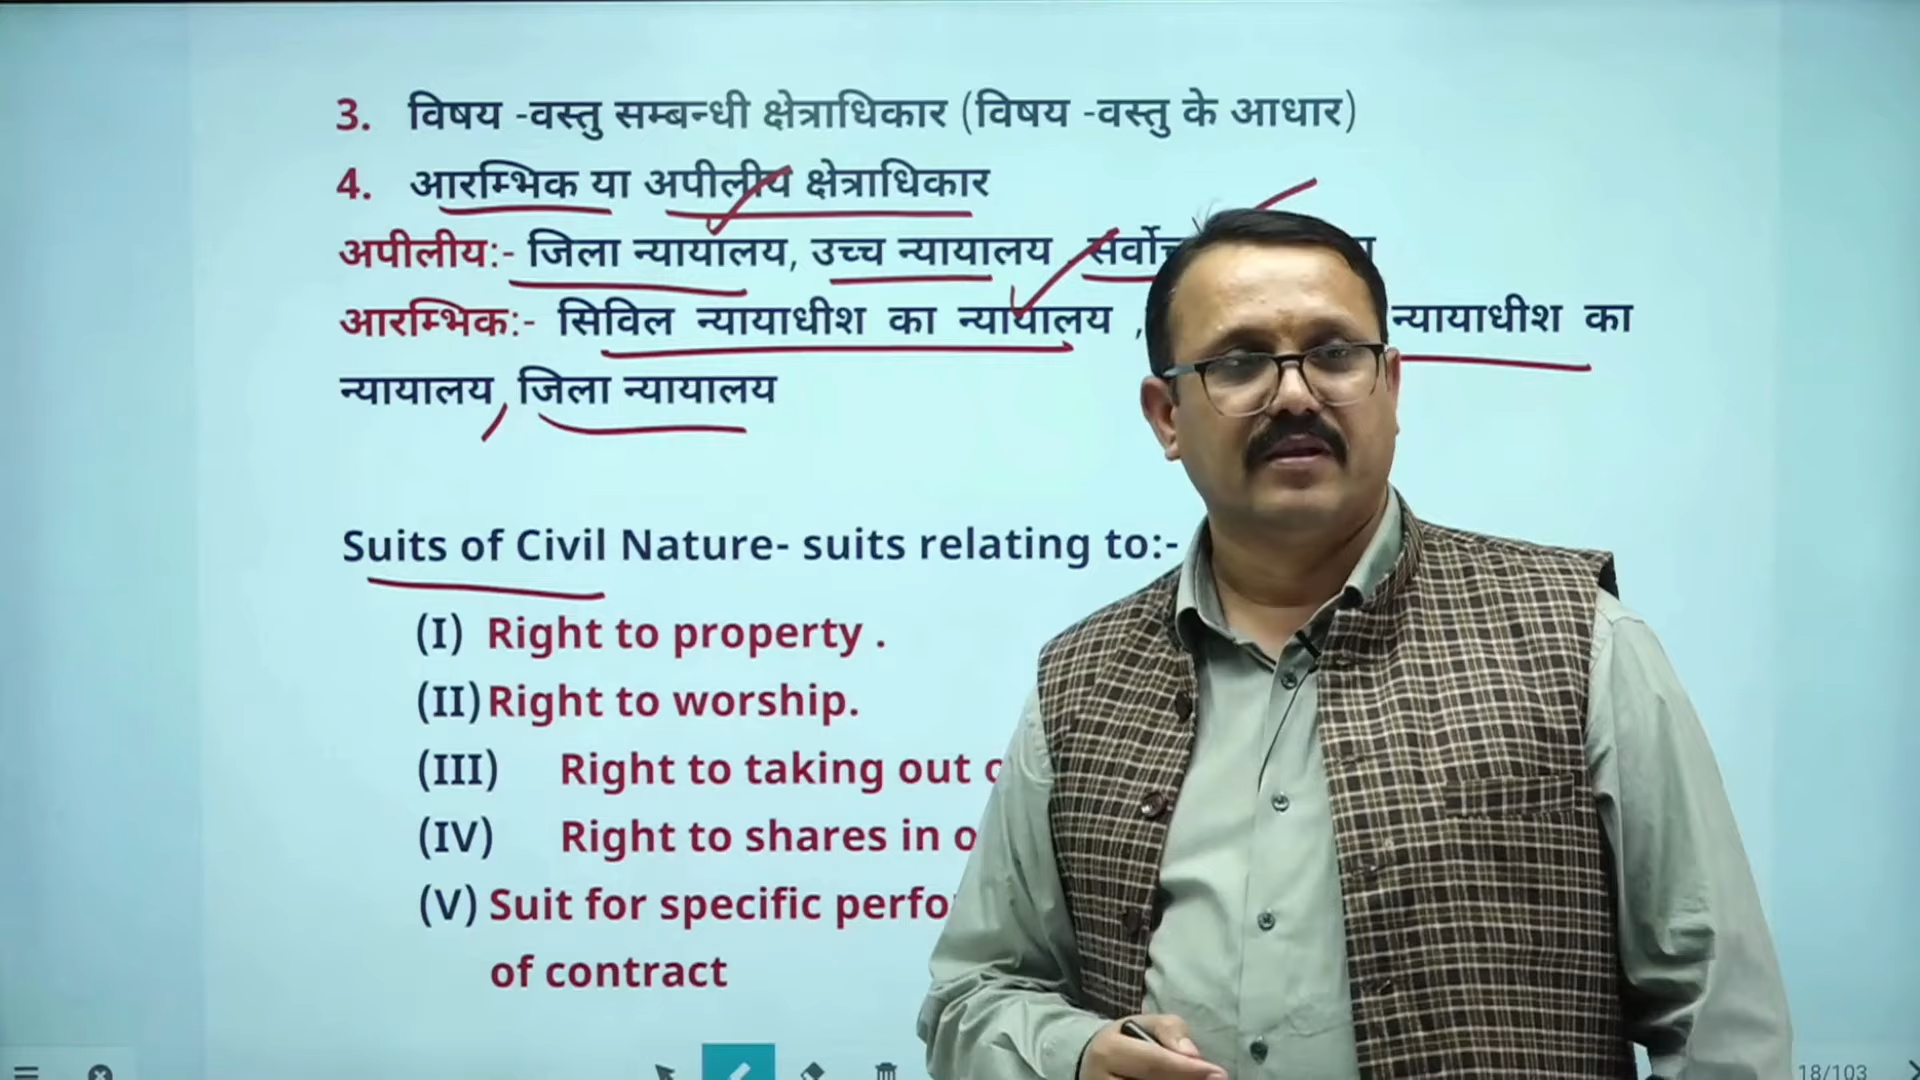 3. विषय -वस्तु सम्बन्धी क्षेत्राधिकार (विषय -वस्तु के आधार)
4. आरम्भिक या अपीलीय क्षेत्राधिकार
अपीलीय:- जिला न्यायालय, उच्च न्यायालय ,
आरम्भिक:- सिविल न्यायाधीश का न्यायालय , न्यायाधीश का
न्यायालय, जिला न्यायालय
Suits of Civil Nature- suits relating to:-
(I) Right to property .
(II) Right to worship.
(III) Right to taking out
(IV) Right to shares in
(V) Suit for specific
of contract
18/103